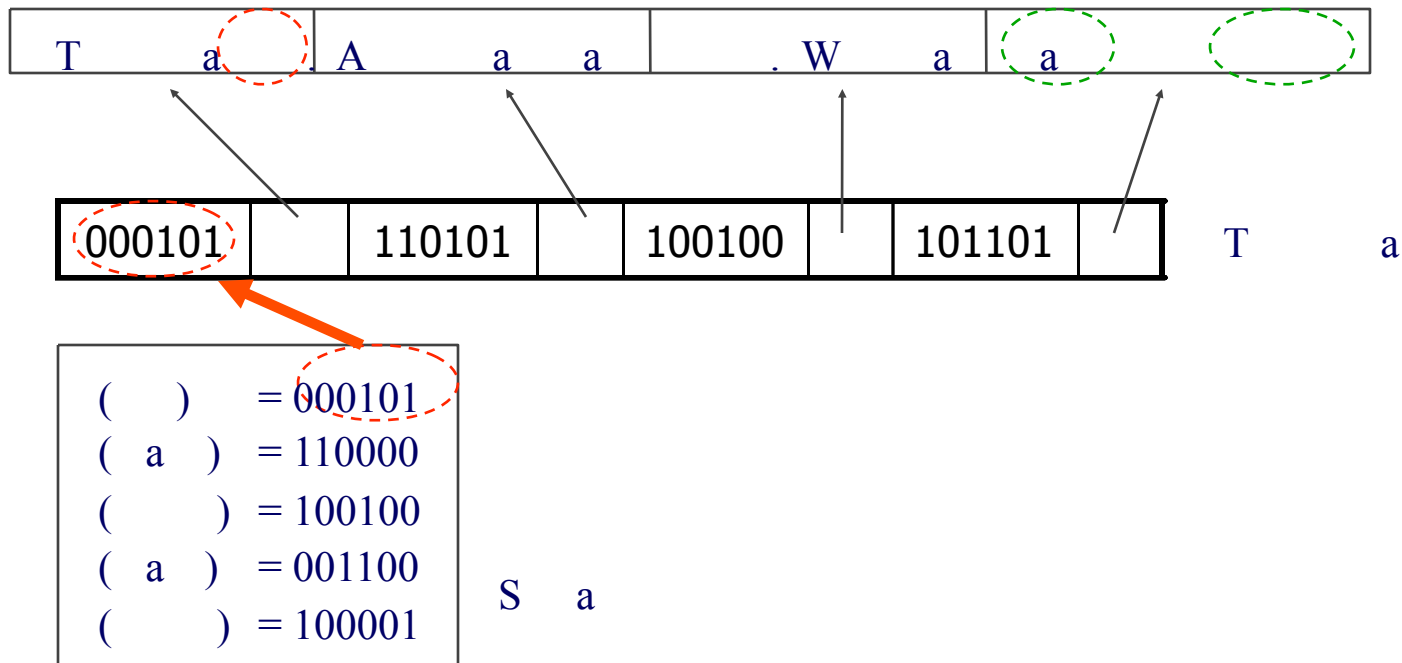 T a . A a a . W a a
000101 110101 100100 101101 T a
( ) = 000101
( a ) = 110000
( ) = 100100
( a ) = 001100
( ) = 100001
S a